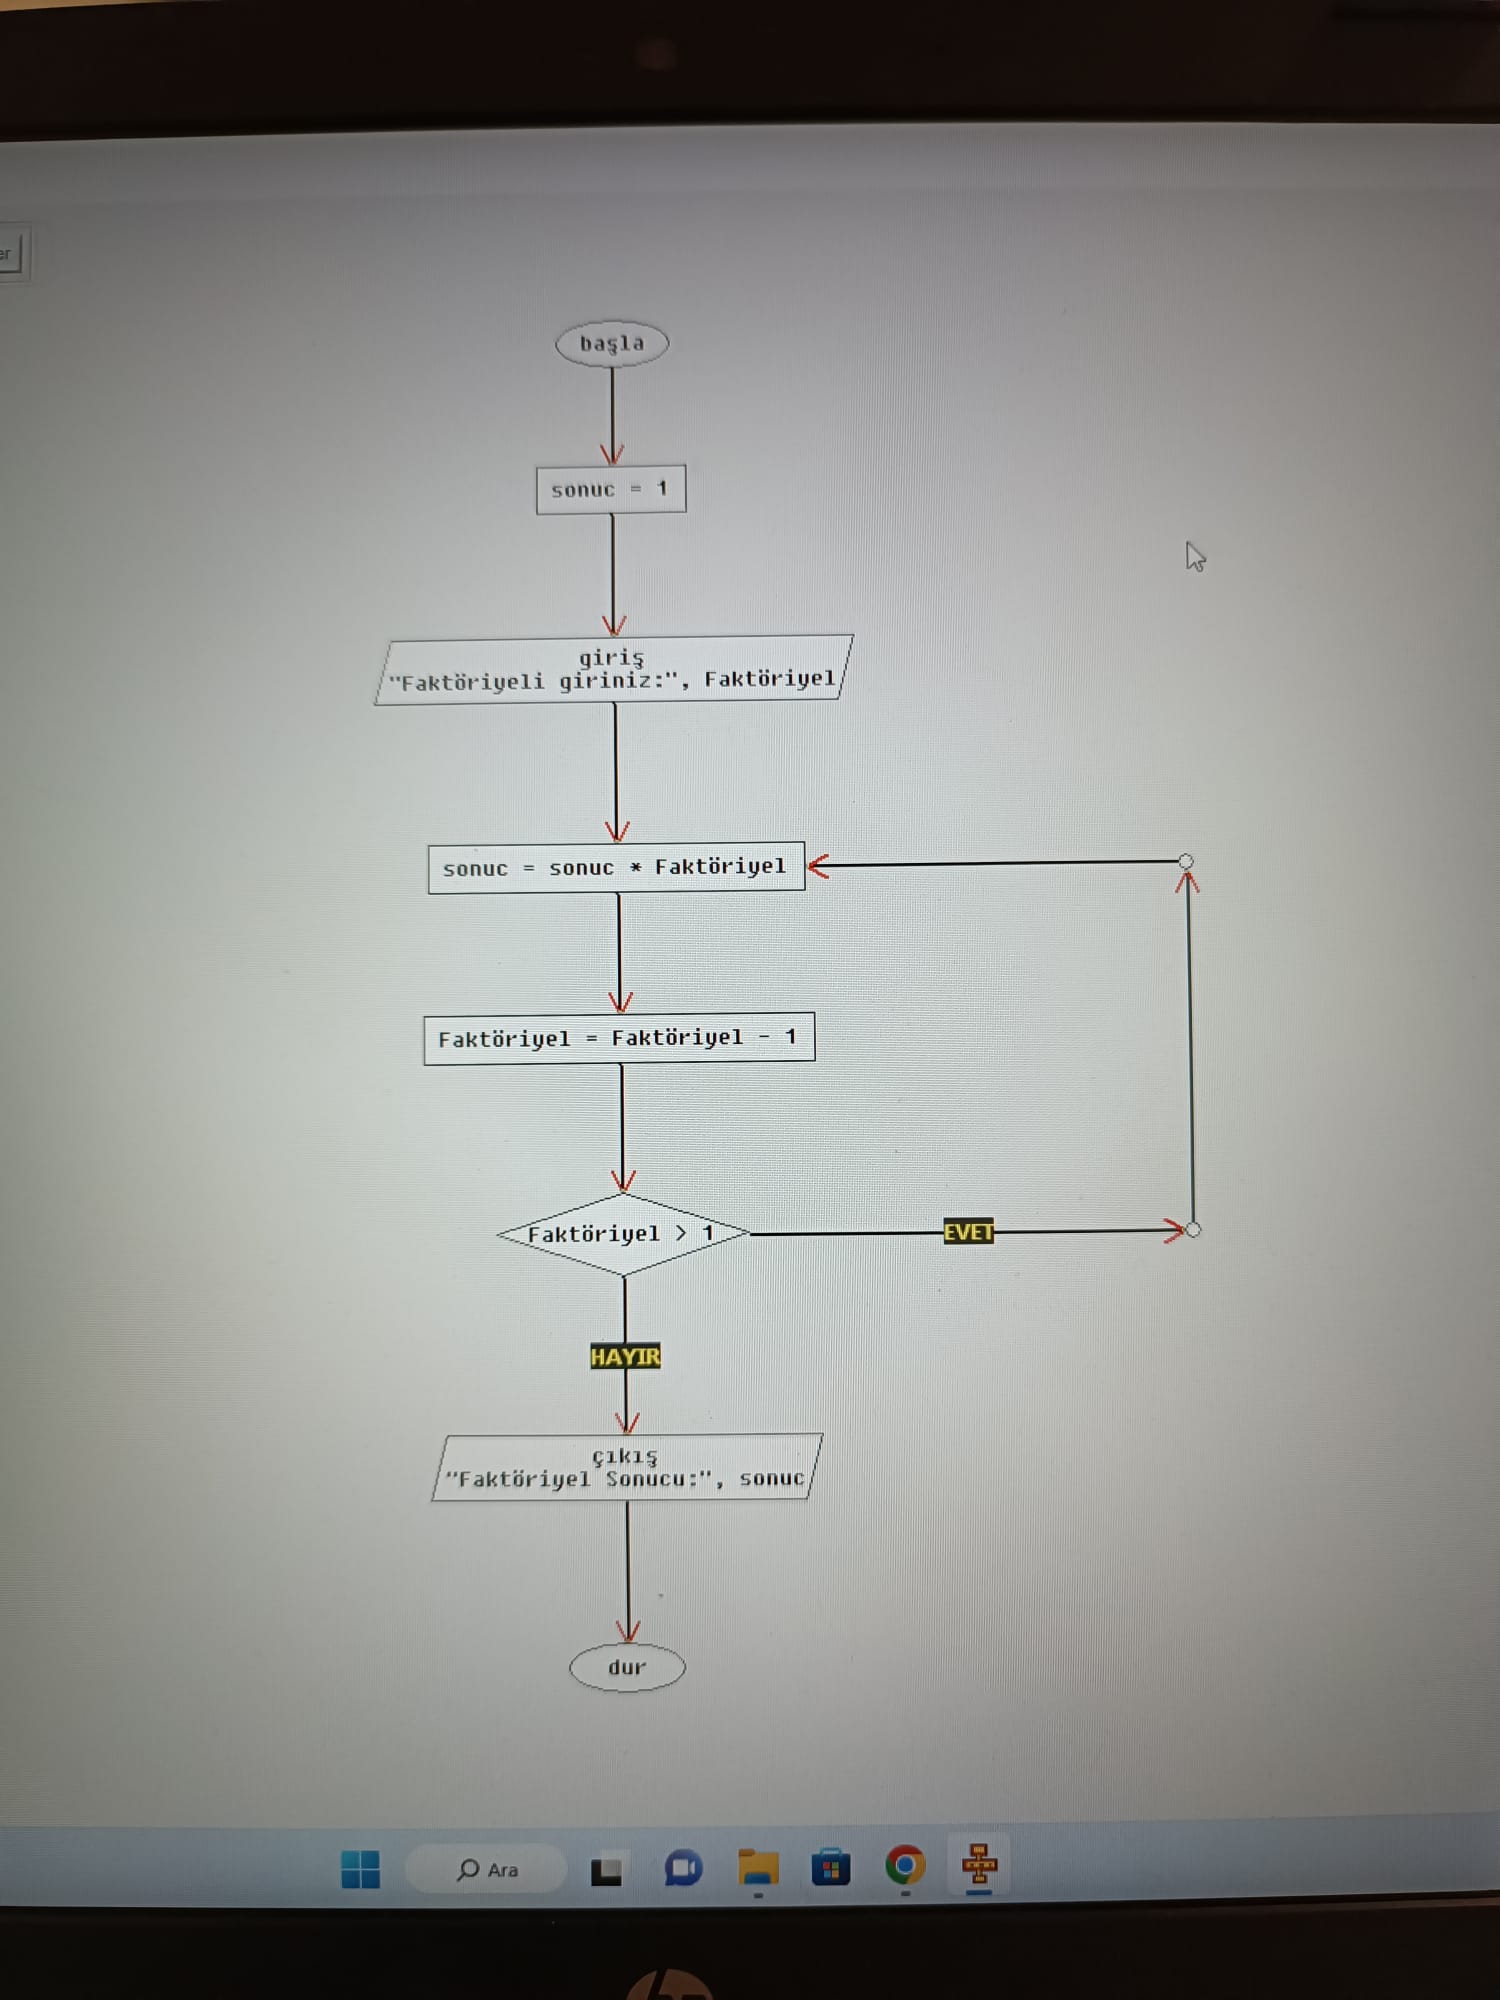 er
başla
sonuc = 1
giriş
"Faktöriyeli giriniz:", Faktöriyel
sonuc = sonuc * Faktöriyel
Faktöriyel = Faktöriyel - 1
Faktöriyel > 1
EVET
HAYIR
çıkış
"Faktöriyel Sonucu:", sonuc
dur
Ara